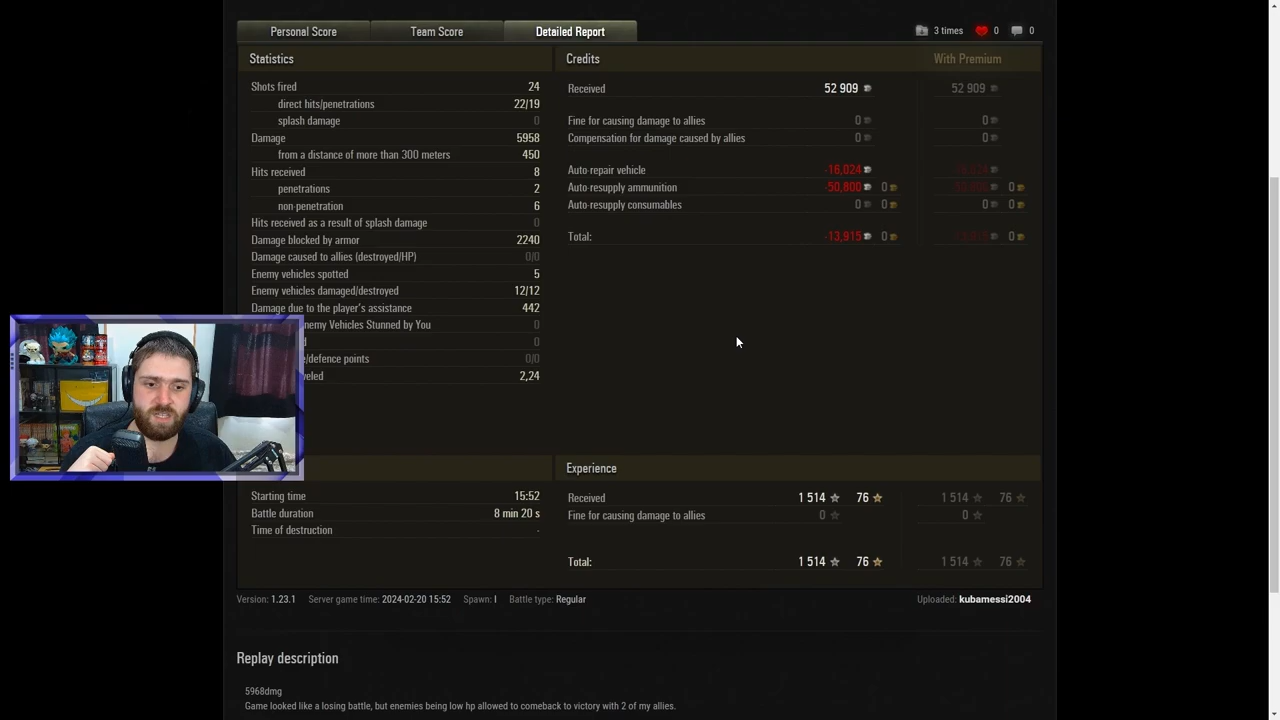 Personal Score
Team Score
Detailed Report
3 times
0
0
Statistics
Shots fired 24
direct hits/penetrations 22/19
splash damage 0
Damage 5958
from a distance of more than 300 meters 450
Hits received 8
penetrations 2
non-penetration 6
Hits received as a result of splash damage 0
Damage blocked by armor 2240
Damage caused to allies (destroyed/HP) 0/0
Enemy vehicles spotted 5
Enemy vehicles damaged/destroyed 12/12
Damage due to the player's assistance 442
nemy Vehicles Stunned by You 0
0
/defence points 0/0
veled 2,24
Credits
With Premium
Received 52 909 52 909
Fine for causing damage to allies 0 0
Compensation for damage caused by allies 0 0
Auto-repair vehicle -16,024
Auto-resupply ammunition -50,800 0 0
Auto-resupply consumables 0 0 0 0
Total: -13,915 0 0
Starting time 15:52
Battle duration 8 min 20 s
Time of destruction -
Experience
Received 1 514 76 1 514 76
Fine for causing damage to allies 0 0
Total: 1 514 76 1 514 76
Version: 1.23.1 Server game time: 2024-02-20 15:52 Spawn: I Battle type: Regular
Uploaded: kubamessi2004
Replay description
5968dmg
Game looked like a losing battle, but enemies being low hp allowed to comeback to victory with 2 of my allies.